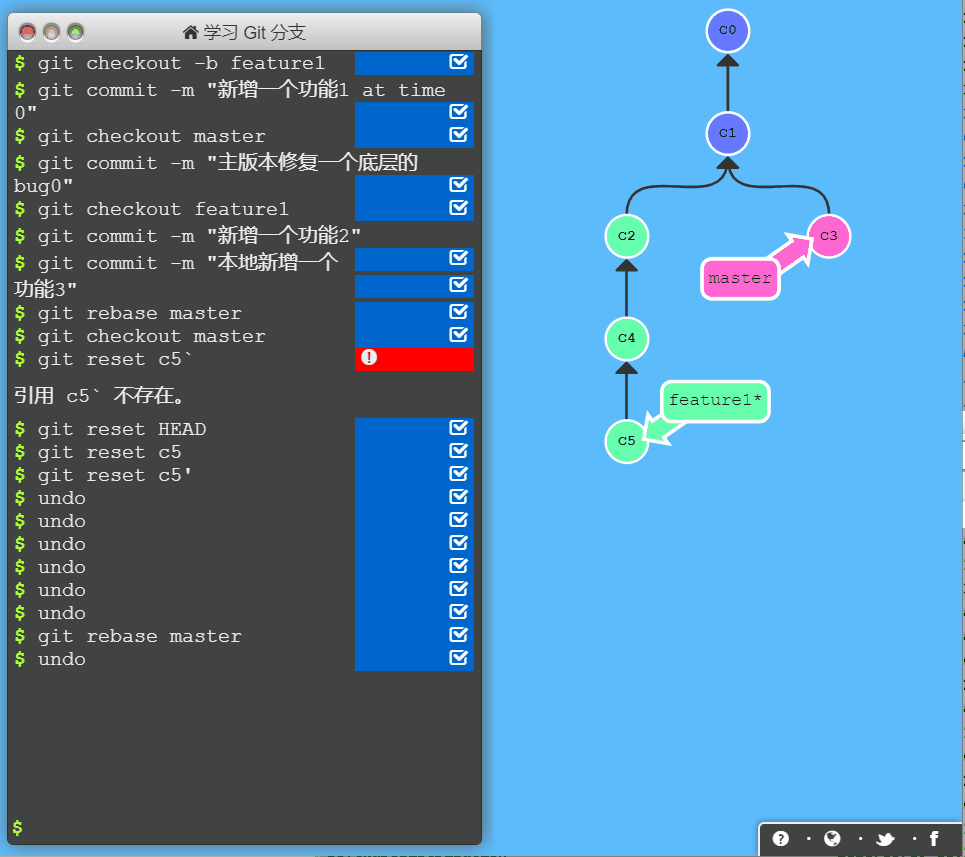 学习 Git 分支
$ git checkout -b feature1
$ git commit -m "新增一个功能1 at time
0"
$ git checkout master
$ git commit -m "主版本修复一个底层的
bug0"
$ git checkout feature1
$ git commit -m "新增一个功能2"
$ git commit -m "本地新增一个
功能3"
$ git rebase master
$ git checkout master
$ git reset c5`
引用 c5` 不存在。
$ git reset HEAD
$ git reset c5
$ git reset c5'
$ undo
$ undo
$ undo
$ undo
$ undo
$ undo
$ git rebase master
$ undo
$
c0
c1
c2
c3
master
c4
feature1*
c5